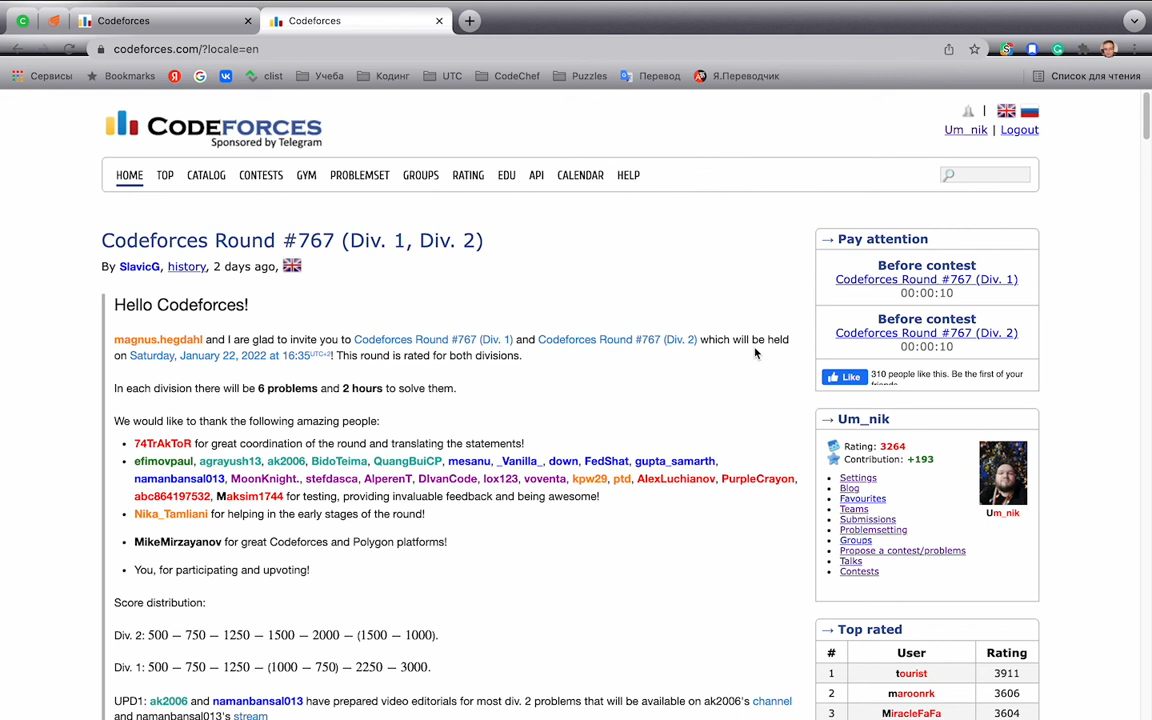 Codeforces
Codeforces
codeforces.com/?locale=en
Сервисы Bookmarks clist Учеба Кодинг UTC CodeChef Puzzles Перевод Я.Переводчик Список для чтения
CODEFORCES
Sponsored by Telegram
Um_nik | Logout
HOME TOP CATALOG CONTESTS GYM PROBLEMSET GROUPS RATING EDU API CALENDAR HELP
Codeforces Round #767 (Div. 1, Div. 2)
By SlavicG, history, 2 days ago,
Hello Codeforces!
magnus.hegdahl and I are glad to invite you to Codeforces Round #767 (Div. 1) and Codeforces Round #767 (Div. 2) which will be held
on Saturday, January 22, 2022 at 16:35UTC+2! This round is rated for both divisions.
In each division there will be 6 problems and 2 hours to solve them.
We would like to thank the following amazing people:
• 74TrAkToR for great coordination of the round and translating the statements!
• efimovpaul, agrayush13, ak2006, BidoTeima, QuangBuiCP, mesanu, _Vanilla_, down, FedShat, gupta_samarth,
namanbansal013, MoonKnight., stefdasca, AlperenT, DIvanCode, lox123, voventa, kpw29, ptd, AlexLuchianov, PurpleCrayon,
abc864197532, Maksim1744 for testing, providing invaluable feedback and being awesome!
• Nika_Tamliani for helping in the early stages of the round!
• MikeMirzayanov for great Codeforces and Polygon platforms!
• You, for participating and upvoting!
Score distribution:
Div. 2: 500 − 750 − 1250 − 1500 − 2000 − (1500 − 1000).
Div. 1: 500 − 750 − 1250 − (1000 − 750) − 2250 − 3000.
UPD1: ak2006 and namanbansal013 have prepared video editorials for most div. 2 problems that will be available on ak2006's channel
and namanbansal013's stream
→ Pay attention
Before contest
Codeforces Round #767 (Div. 1)
00:00:10
Before contest
Codeforces Round #767 (Div. 2)
00:00:10
Like 310 people like this. Be the first of your
friends.
→ Um_nik
Rating: 3264
Contribution: +193
• Settings
• Blog
• Favourites
• Teams
• Submissions
• Problemsetting
• Groups
• Propose a contest/problems
• Talks
• Contests
Um_nik
→ Top rated
# User Rating
1 tourist 3911
2 maroonrk 3606
3 MiracleFaFa 3604